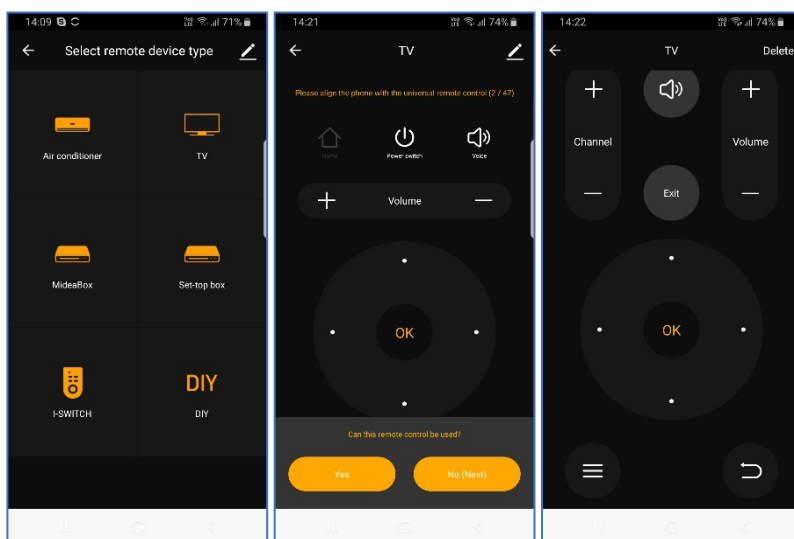 14:09
71%
Select remote device type
Air conditioner
TV
MideaBox
Set-top box
I-SWITCH
DIY
DIY
14:21
74%
TV
Please align the phone with the universal remote control (2 / 47)
Home
Power switch
Voice
Volume
OK
Can this remote control be used?
Yes
No (Next)
14:22
74%
TV
Delete
Channel
Volume
Exit
OK